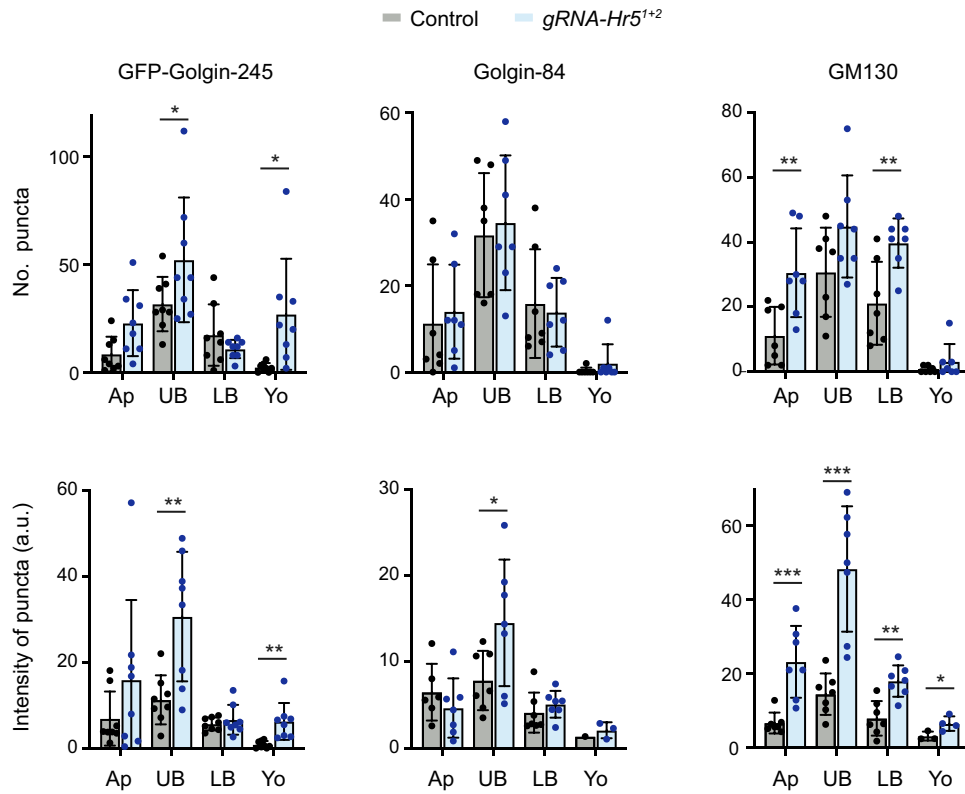 Control gRNA-Hr5¹⁺²
GFP-Golgin-245 Golgin-84 GM130
No. puncta
100
50
0
* *
Ap UB LB Yo
60
40
20
0
Ap UB LB Yo
80
60
40
20
0
** **
Ap UB LB Yo
Intensity of puncta (a.u.)
60
40
20
0
** **
Ap UB LB Yo
30
20
10
0
*
Ap UB LB Yo
60
40
20
0
*** *** ** *
Ap UB LB Yo